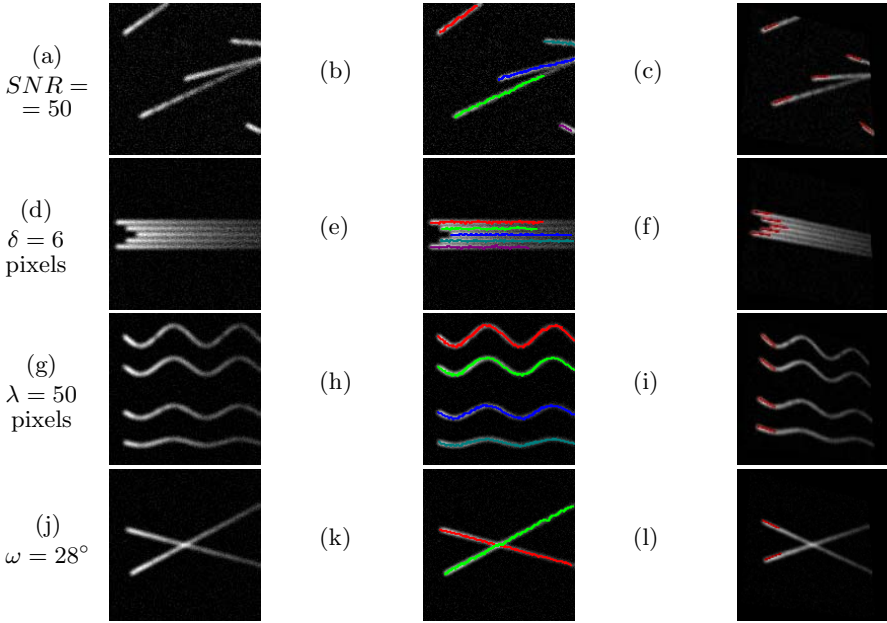 (a)
SNR =
= 50
(b)
(c)
(d)
δ = 6
pixels
(e)
(f)
(g)
λ = 50
pixels
(h)
(i)
(j)
ω = 28°
(k)
(l)